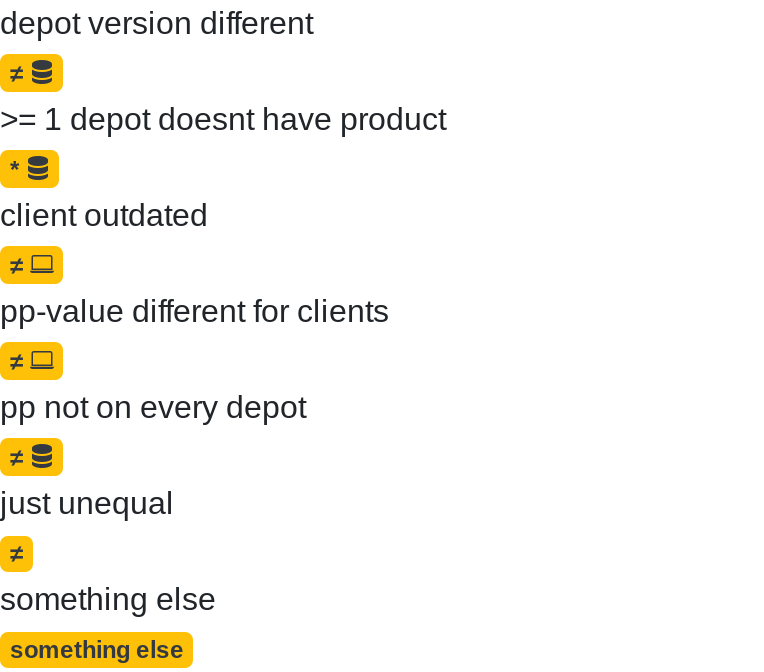 depot version different
≠
>= 1 depot doesnt have product
*
client outdated
≠
pp-value different for clients
≠
pp not on every depot
≠
just unequal
≠
something else
something else